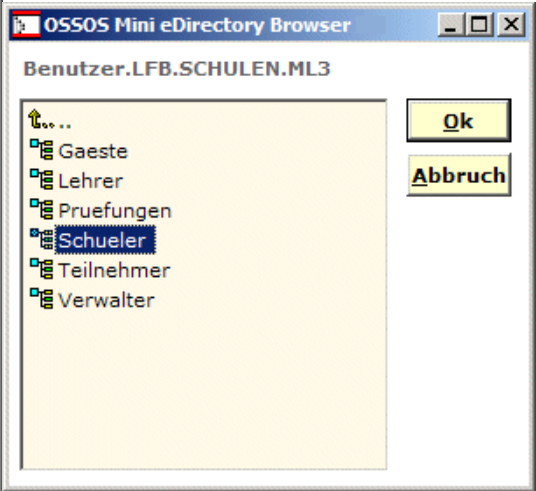 OSSOS Mini eDirectory Browser
Benutzer.LFB.SCHULEN.ML3
..
Gaeste
Lehrer
Pruefungen
Schueler
Teilnehmer
Verwalter
Ok
Abbruch